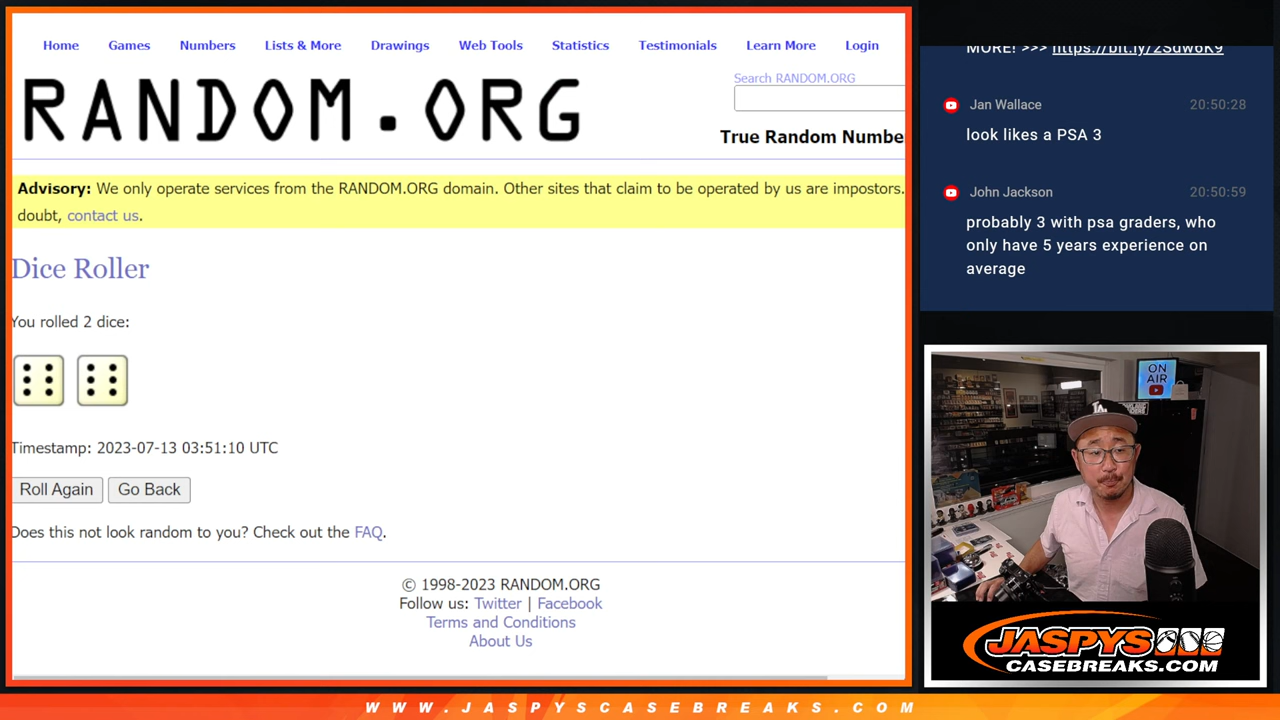 Home Games Numbers Lists & More Drawings Web Tools Statistics Testimonials Learn More Login
RANDOM.ORG
Search RANDOM.ORG
True Random Numbe
Advisory: We only operate services from the RANDOM.ORG domain. Other sites that claim to be operated by us are impostors.
doubt, contact us.
Dice Roller
You rolled 2 dice:
Timestamp: 2023-07-13 03:51:10 UTC
Roll Again Go Back
Does this not look random to you? Check out the FAQ.
© 1998-2023 RANDOM.ORG
Follow us: Twitter | Facebook
Terms and Conditions
About Us
MORE! >>> https://bit.ly/2Sdw6K9
Jan Wallace 20:50:28
look likes a PSA 3
John Jackson 20:50:59
probably 3 with psa graders, who
only have 5 years experience on
average
ON
AIR
LA
JASPYS
CASEBREAKS.COM
WWW.JASPYSCASEBREAKS.COM